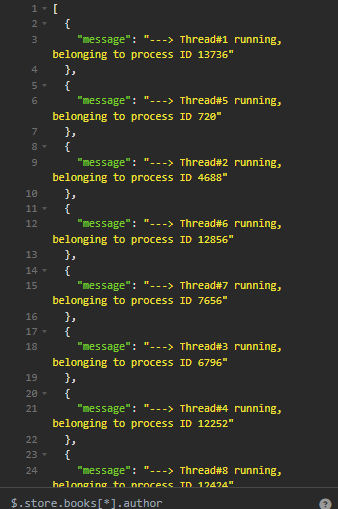 1 [
2 {
3 "message": "---> Thread#1 running,
belonging to process ID 13736"
4 },
5 {
6 "message": "---> Thread#5 running,
belonging to process ID 720"
7 },
8 {
9 "message": "---> Thread#2 running,
belonging to process ID 4688"
10 },
11 {
12 "message": "---> Thread#6 running,
belonging to process ID 12856"
13 },
14 {
15 "message": "---> Thread#7 running,
belonging to process ID 7656"
16 },
17 {
18 "message": "---> Thread#3 running,
belonging to process ID 6796"
19 },
20 {
21 "message": "---> Thread#4 running,
belonging to process ID 12252"
22 },
23 {
24 "message": "---> Thread#8 running,
belonging to process ID 12424"
$.store.books[*].author
?